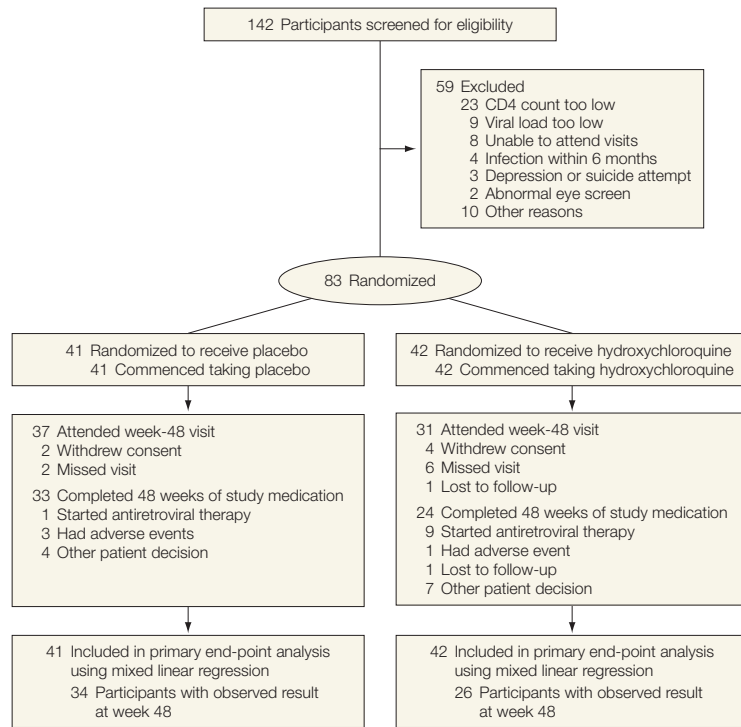 142 Participants screened for eligibility
59 Excluded
23 CD4 count too low
9 Viral load too low
8 Unable to attend visits
4 Infection within 6 months
3 Depression or suicide attempt
2 Abnormal eye screen
10 Other reasons
83 Randomized
41 Randomized to receive placebo
41 Commenced taking placebo
42 Randomized to receive hydroxychloroquine
42 Commenced taking hydroxychloroquine
37 Attended week-48 visit
2 Withdrew consent
2 Missed visit
33 Completed 48 weeks of study medication
1 Started antiretroviral therapy
3 Had adverse events
4 Other patient decision
31 Attended week-48 visit
4 Withdrew consent
6 Missed visit
1 Lost to follow-up
24 Completed 48 weeks of study medication
9 Started antiretroviral therapy
1 Had adverse event
1 Lost to follow-up
7 Other patient decision
41 Included in primary end-point analysis
using mixed linear regression
34 Participants with observed result
at week 48
42 Included in primary end-point analysis
using mixed linear regression
26 Participants with observed result
at week 48